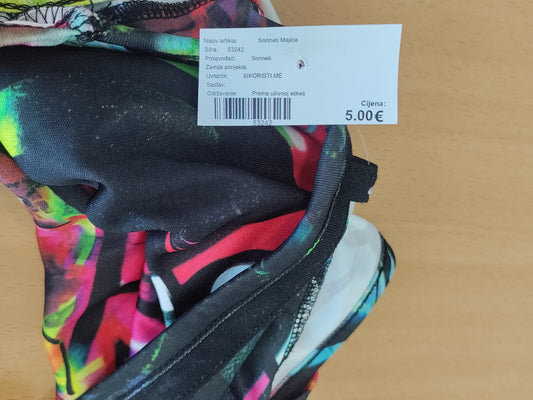 Naziv artikla: Sonneti Majica
Šifra: 53242
Proizvođač: Sonneti
Zemlja porijekla:
Uvoznik: ISKORISTI.ME
Sastav:
Održavanje: Prema ušivnoj etiketi
53242
Cijena:
5.00€